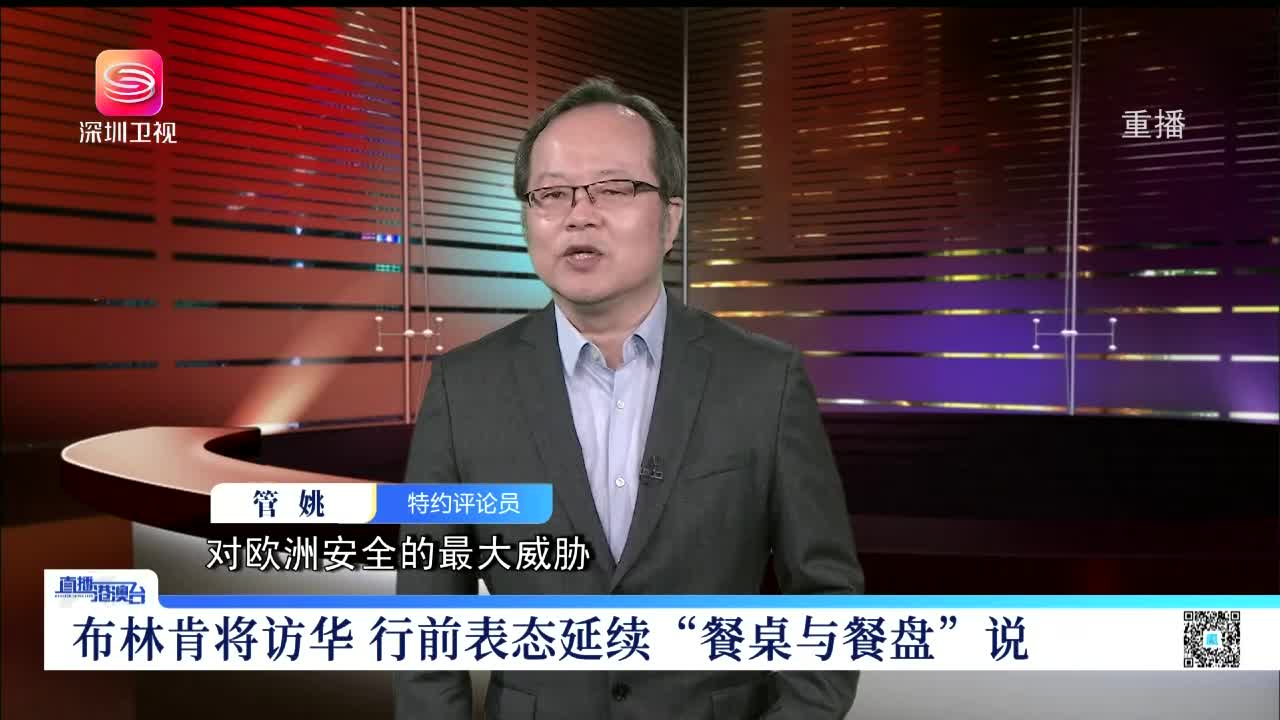 深圳卫视
重播
管姚
特约评论员
对欧洲安全的最大威胁
直播港澳台
布林肯将访华 行前表态延续“餐桌与餐盘”说